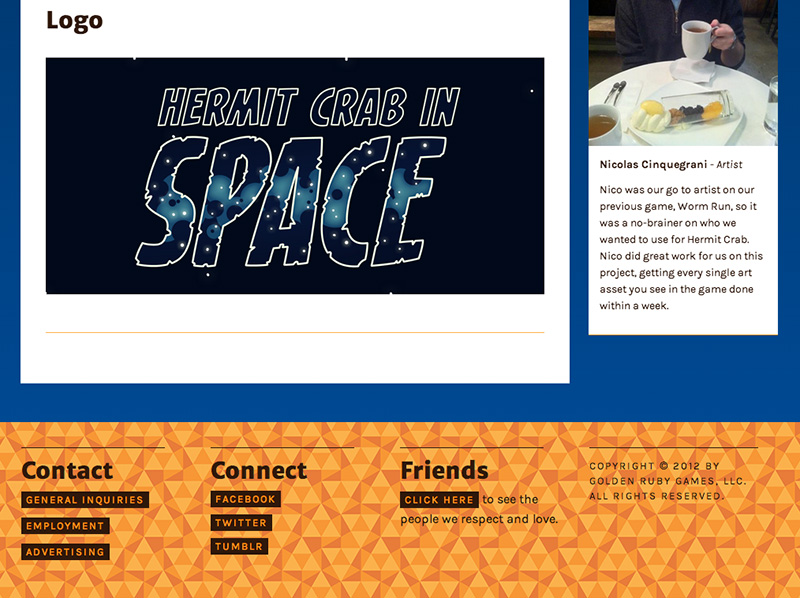 Logo
HERMIT CRAB IN
SPACE
Nicolas Cinquegrani - Artist
Nico was our go to artist on our
previous game, Worm Run, so it
was a no-brainer on who we
wanted to use for Hermit Crab.
Nico did great work for us on this
project, getting every single art
asset you see in the game done
within a week.
Contact
GENERAL INQUIRIES
EMPLOYMENT
ADVERTISING
Connect
FACEBOOK
TWITTER
TUMBLR
Friends
CLICK HERE to see the
people we respect and love.
COPYRIGHT © 2012 BY
GOLDEN RUBY GAMES, LLC.
ALL RIGHTS RESERVED.